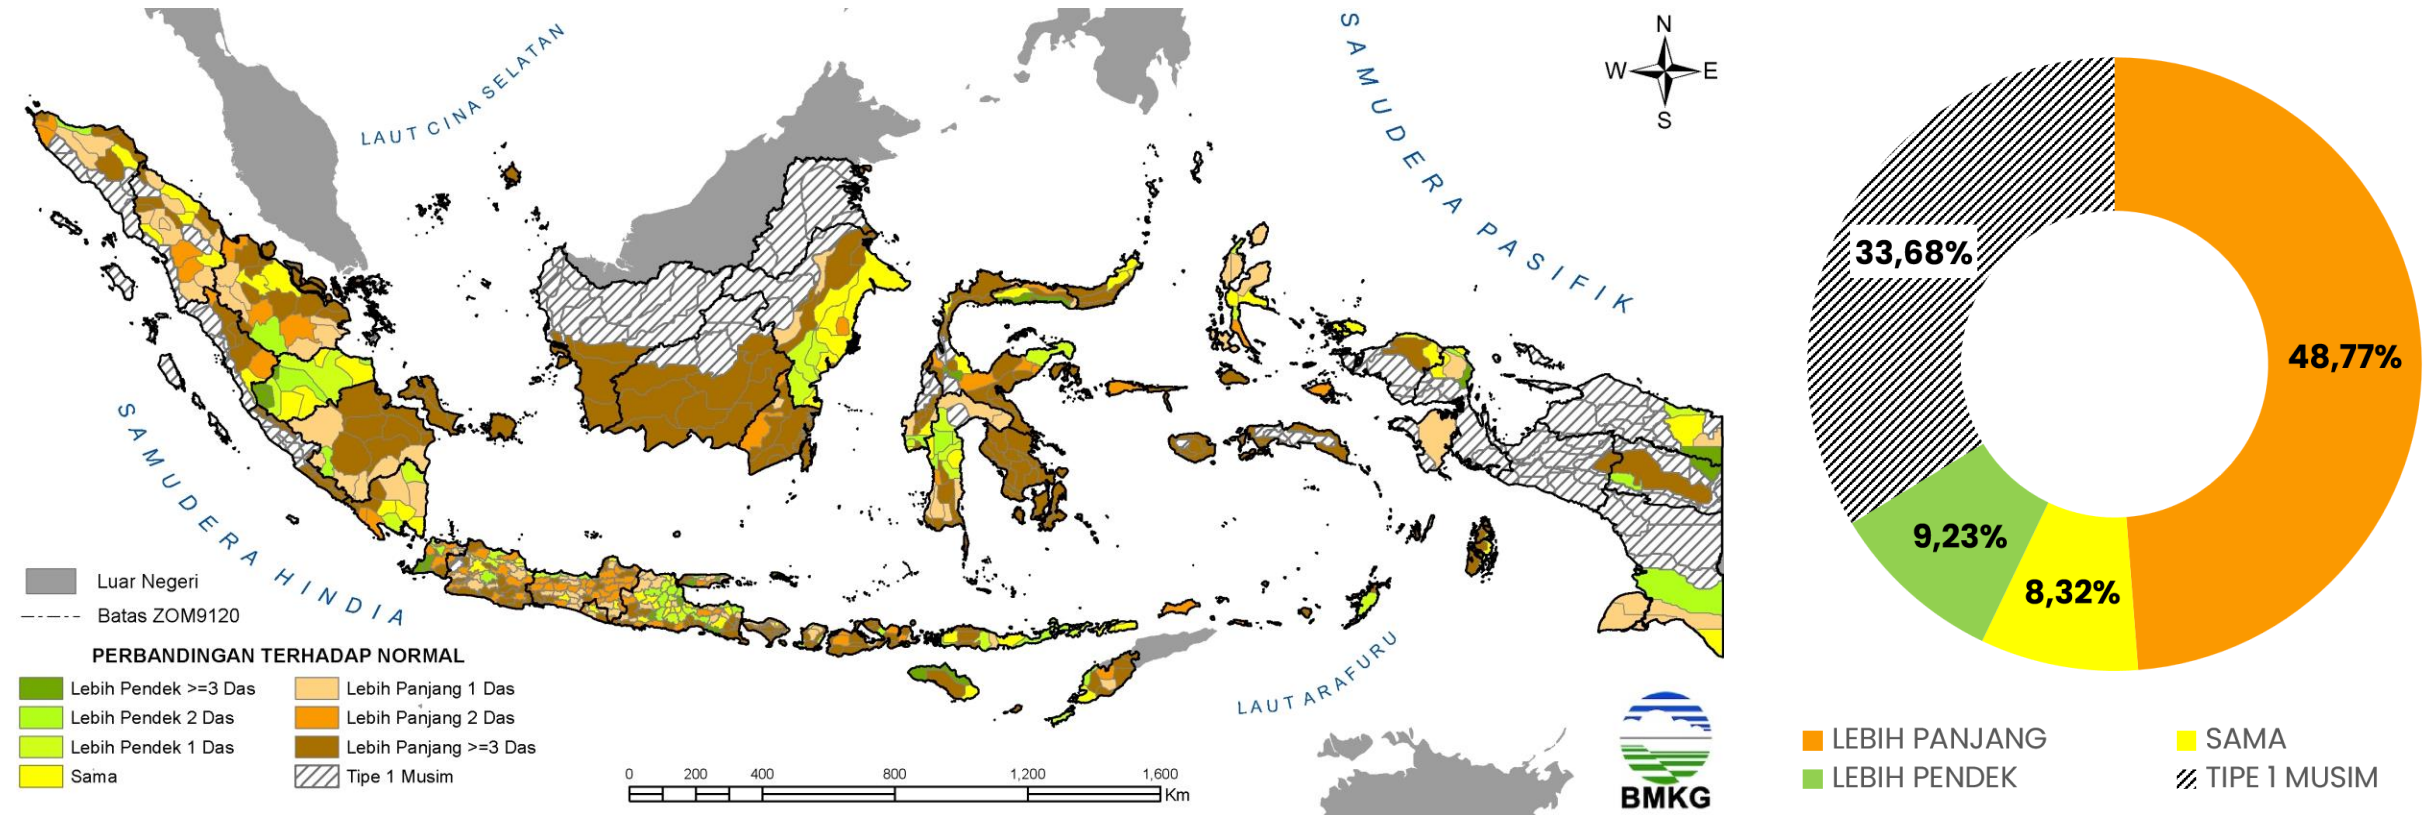 LAUT CINA SELATAN
SAMUDERA PASIFIK
N
W E
S
SAMUDERA HINDIA
LAUT ARAFURU
Luar Negeri
Batas ZOM9120
PERBANDINGAN TERHADAP NORMAL
Lebih Pendek >=3 Das
Lebih Pendek 2 Das
Lebih Pendek 1 Das
Sama
Lebih Panjang 1 Das
Lebih Panjang 2 Das
Lebih Panjang >=3 Das
Tipe 1 Musim
0 200 400 800 1,200 1,600
Km
BMKG
33,68%
48,77%
9,23%
8,32%
LEBIH PANJANG
SAMA
LEBIH PENDEK
TIPE 1 MUSIM